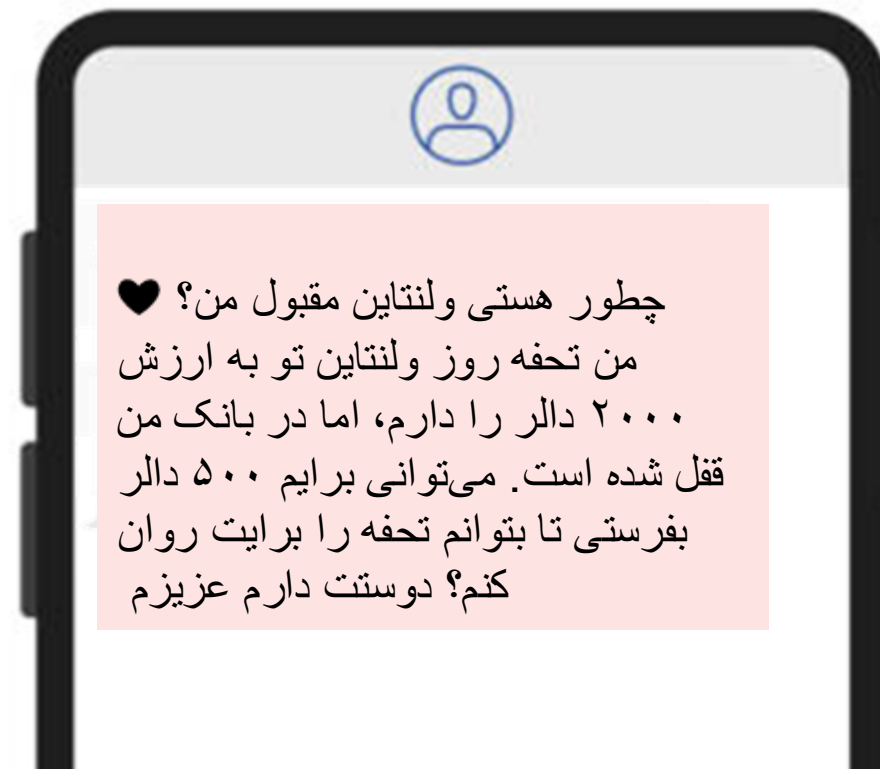 چطور هستی ولنتاین مقبول من؟ ♥
من تحفه روز ولنتاین تو به ارزش
۲۰۰۰ دالر را دارم، اما در بانک من
قفل شده است. می‌توانی برایم ۵۰۰ دالر
بفرستی تا بتوانم تحفه را برایت روان
کنم؟ دوستت دارم عزیزم